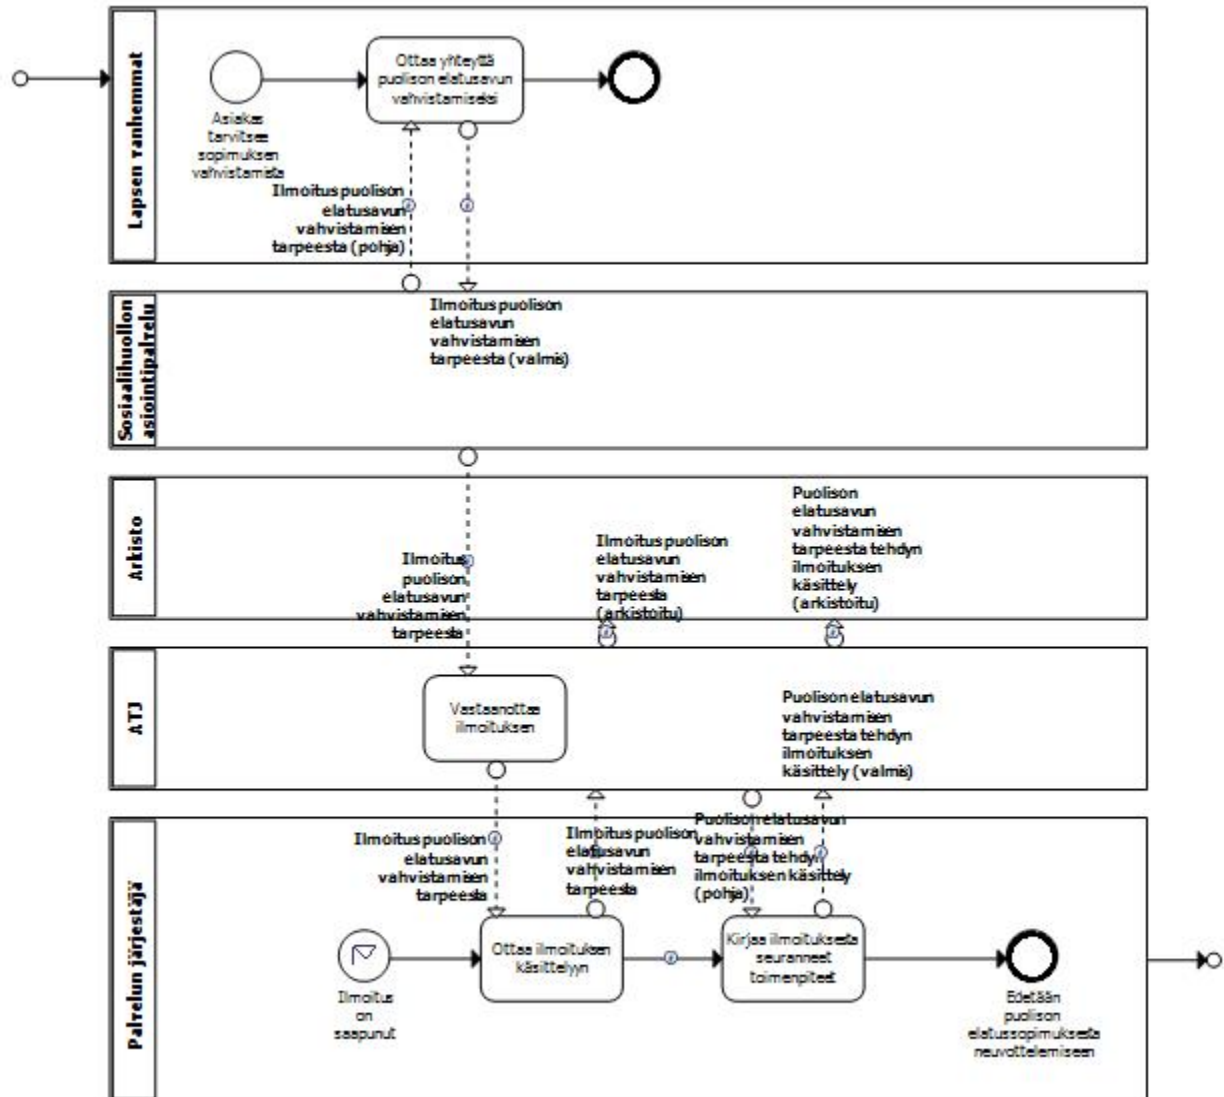 Lapsen vanhemmat
Ottaa yhteyttä
puolison elatusavun
vahvistamiseksi
Asiakas
tarvitsee
sopimuksen
vahvistamista
Ilmoitus puolison
elatusavun
vahvistamisen
tarpeesta (pohja)
Sosiaalihuollon
asiointipalvelu
Ilmoitus puolison
elatusavun
vahvistamisen
tarpeesta (valmis)
Arkisto
Ilmoitus
puolison
elatusavun
vahvistamisen
tarpeesta
Ilmoitus puolison
elatusavun
vahvistamisen
tarpeesta
(arkistoitu)
Puolison
elatusavun
vahvistamisen
tarpeesta tehdyn
ilmoituksen
käsittely
(arkistoitu)
ATJ
Vastaanottaa
ilmoituksen
Puolison elatusavun
vahvistamisen
tarpeesta tehdyn
ilmoituksen
käsittely (valmis)
Palvelun järjestäjä
Ilmoitus puolison
elatusavun
vahvistamisen
tarpeesta
Ilmoitus puolison
elatusavun
vahvistamisen
tarpeesta
Puolison elatusavun
vahvistamisen
tarpeesta tehdyn
ilmoituksen käsittely
(pohja)
Ilmoitus
on
saapunut
Ottaa ilmoituksen
käsittelyyn
Kirjaa ilmoituksesta
seuranneet
toimenpiteet
Edetään
puolison
elatussopimuksesta
neuvottelemiseen